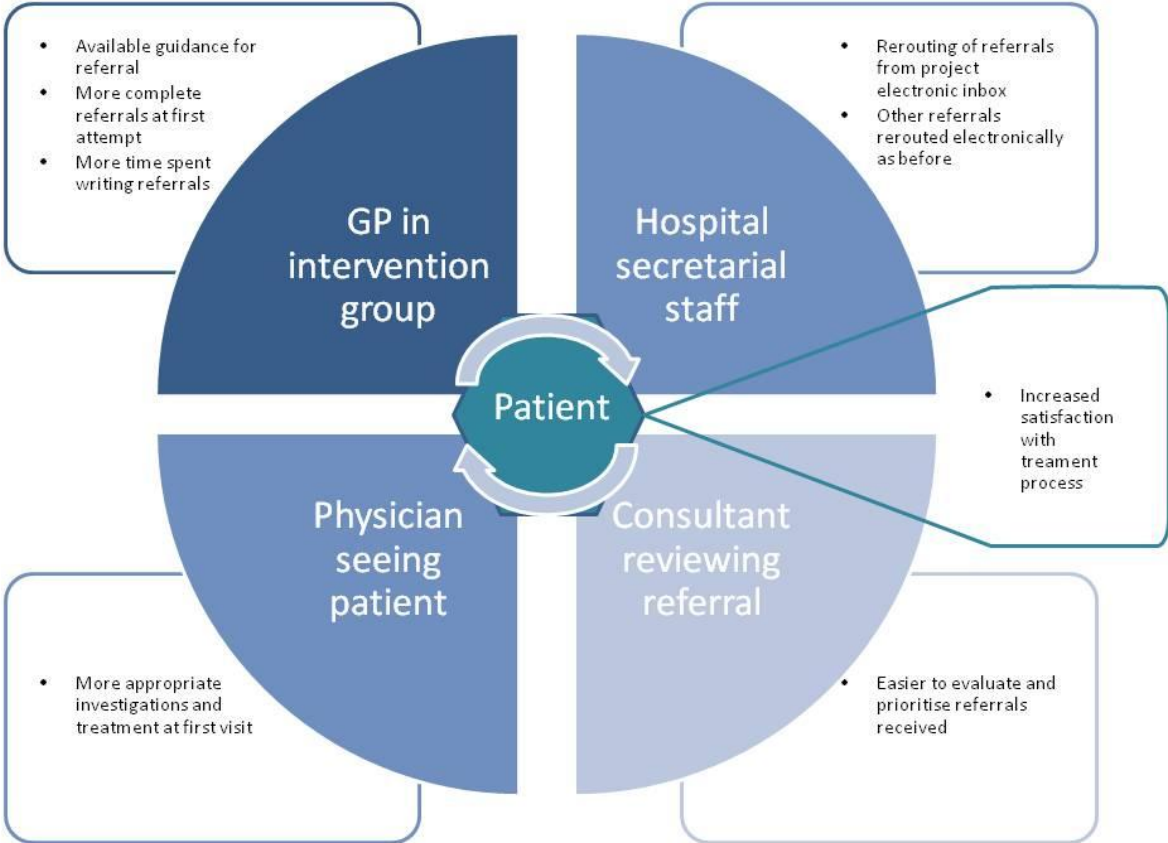 • Available guidance for
referral
• More complete
referrals at first
attempt
• More time spent
writing referrals
• Rerouting of referrals
from project
electronic inbox
• Other referrals
rerouted electronically
as before
GP in
intervention
group
Hospital
secretarial
staff
Patient
• Increased
satisfaction
with
treament
process
Physician
seeing
patient
Consultant
reviewing
referral
• More appropriate
investigations and
treatment at first visit
• Easier to evaluate and
prioritise referrals
received